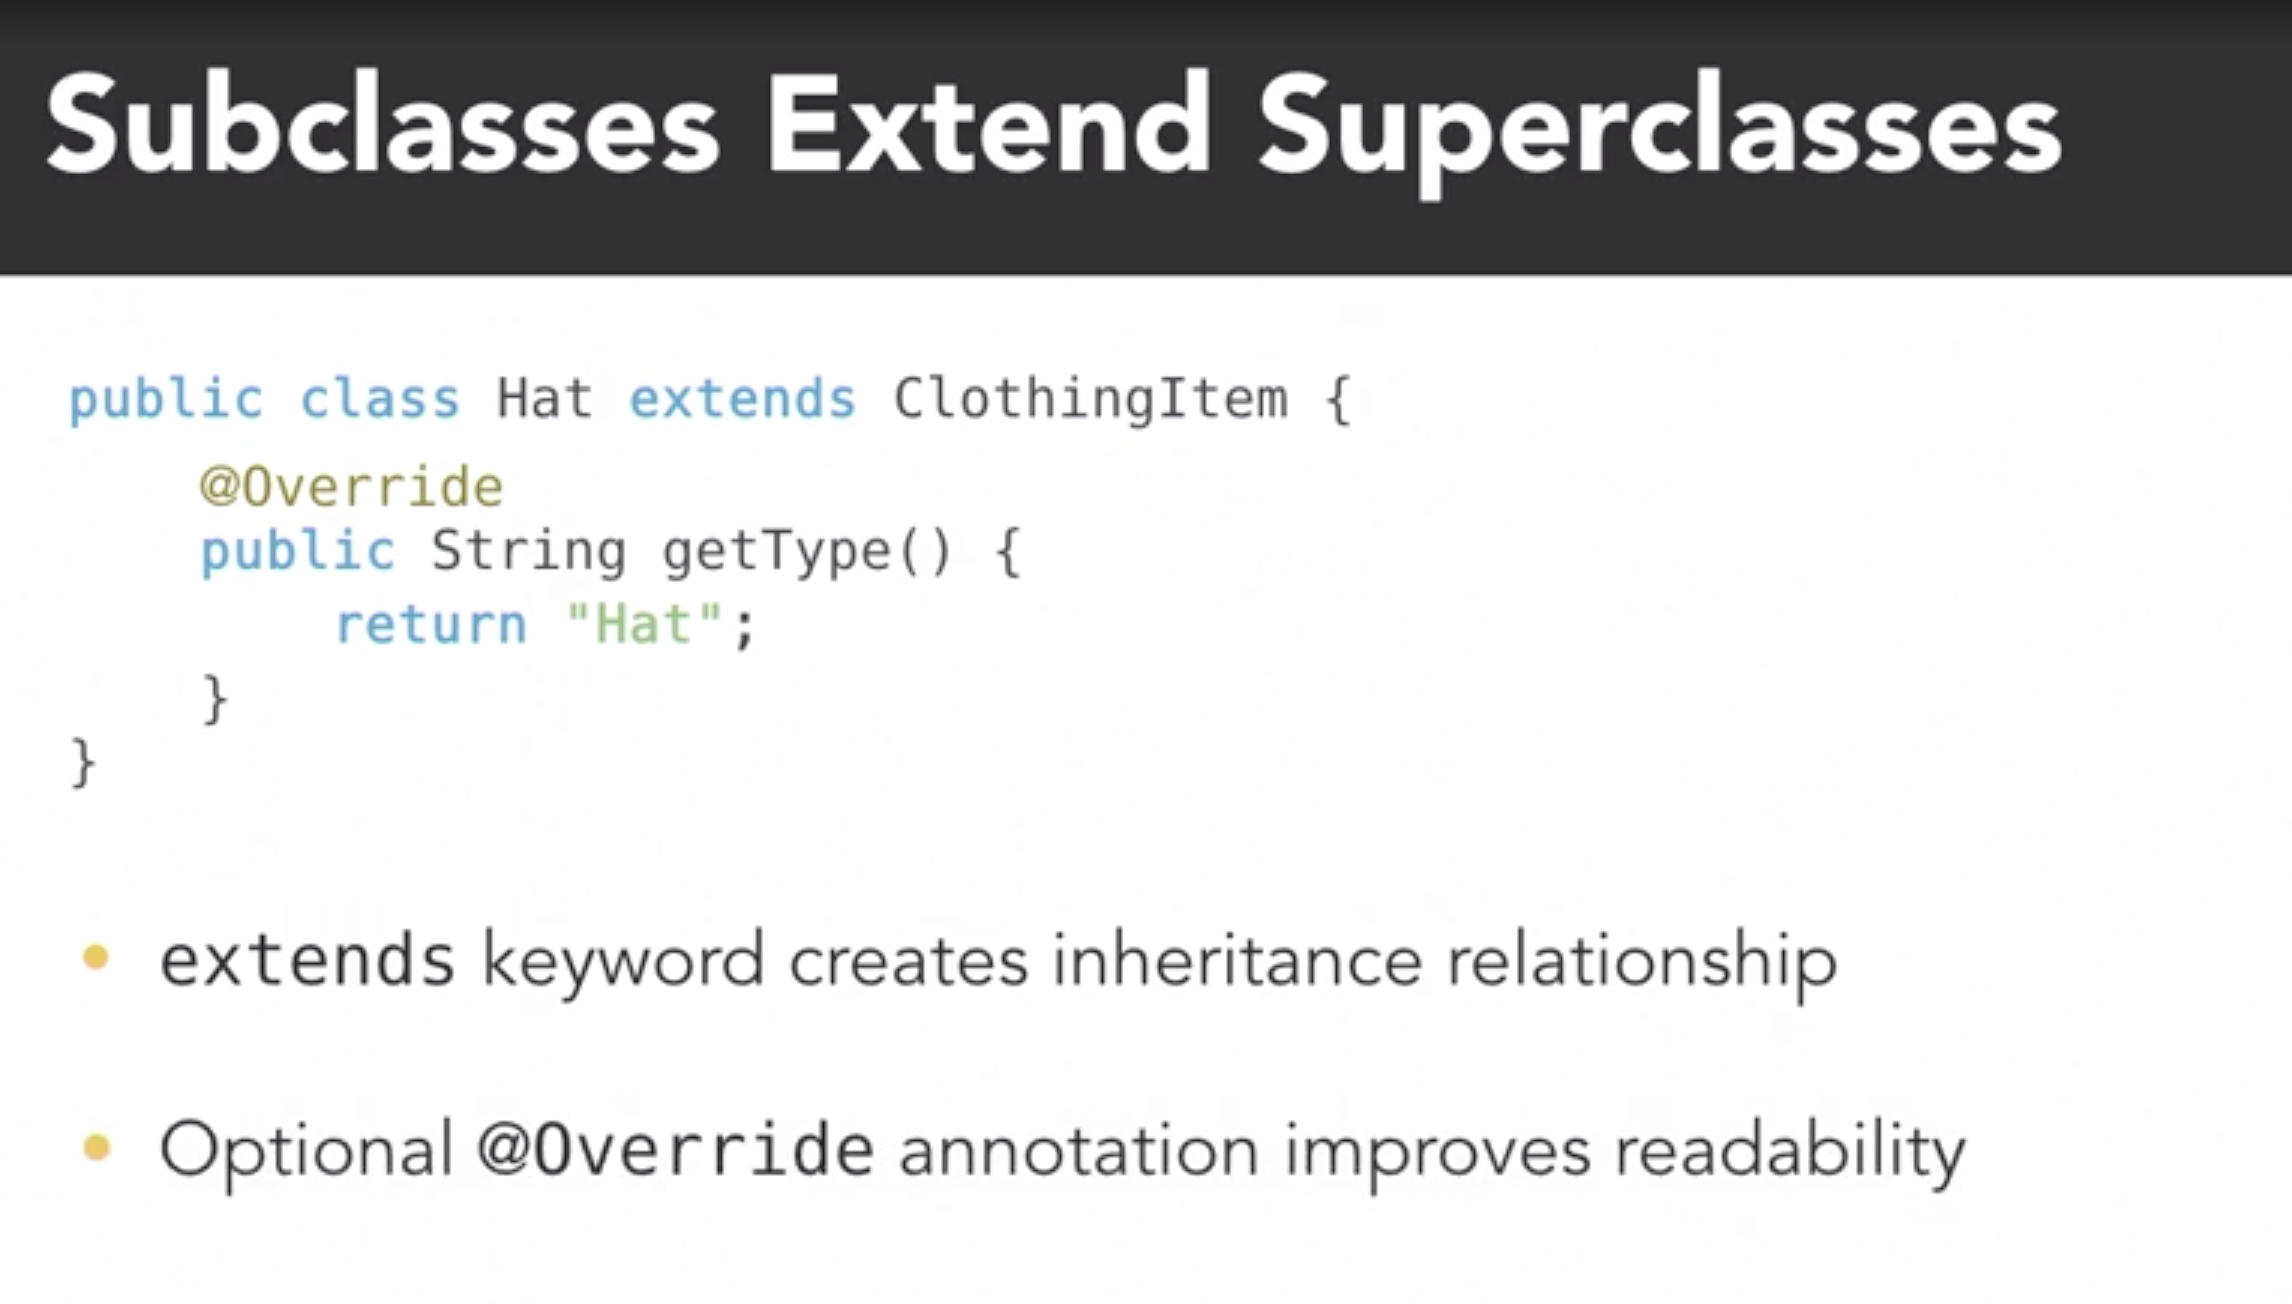 Subclasses Extend Superclasses
public class Hat extends ClothingItem {
@Override
public String getType() {
return "Hat";
}
}
• extends keyword creates inheritance relationship
• Optional @Override annotation improves readability